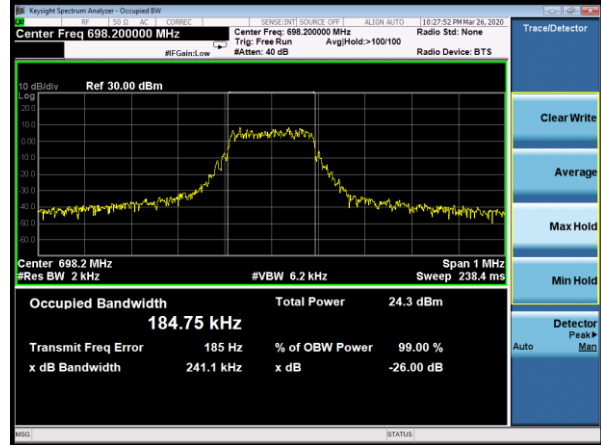 Keysight Spectrum Analyzer - Occupied BW
RF 50 Ω AC CORREC SENSE:INT SOURCE OFF ALIGN AUTO 10:27:52 PM Mar 26, 2020
Center Freq 698.200000 MHz Center Freq: 698.200000 MHz Radio Std: None Trace/Detector
Trig: Free Run Avg|Hold:>100/100
#IFGain:Low #Atten: 40 dB Radio Device: BTS
10 dB/div Ref 30.00 dBm
Log
20.0
10.0
0.00
-10.0
-20.0
-30.0
-40.0
-50.0
-60.0
Center 698.2 MHz Span 1 MHz
#Res BW 2 kHz #VBW 6.2 kHz Sweep 238.4 ms
Occupied Bandwidth Total Power 24.3 dBm
184.75 kHz
Transmit Freq Error 185 Hz % of OBW Power 99.00 %
x dB Bandwidth 241.1 kHz x dB -26.00 dB
Clear Write
Average
Max Hold
Min Hold
Detector
Peak▶
Auto Man
MSG STATUS